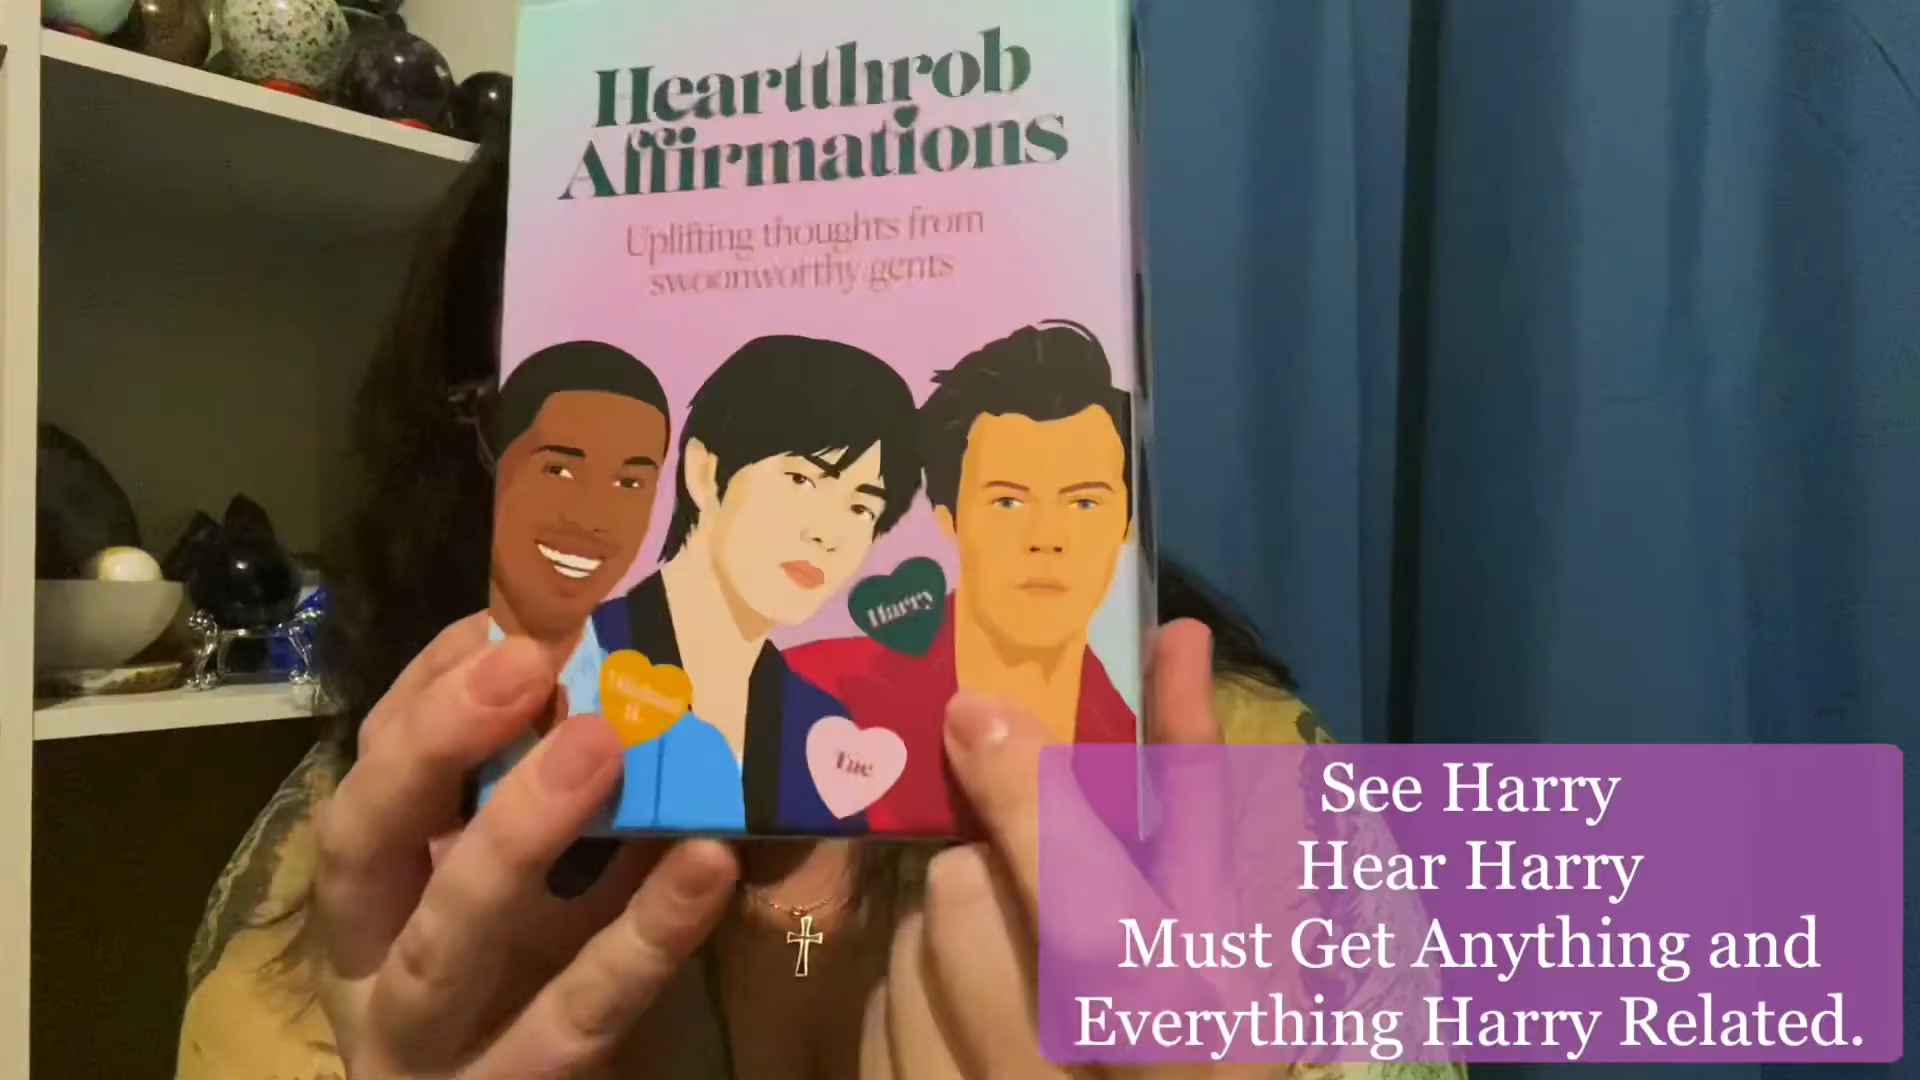 Heartthrob
Affirmations
Uplifting thoughts from
swoonworthy gents
Harry
See Harry
Hear Harry
Must Get Anything and
Everything Harry Related.